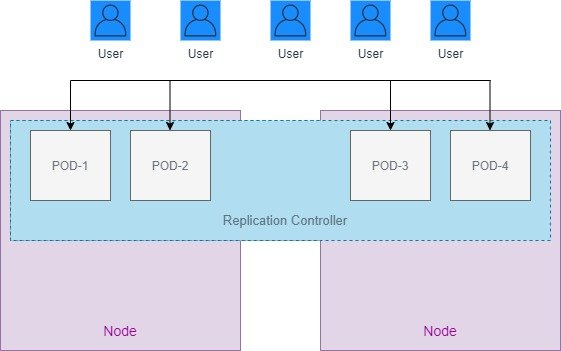 User
User
User
User
User
POD-1
POD-2
POD-3
POD-4
Replication Controller
Node
Node